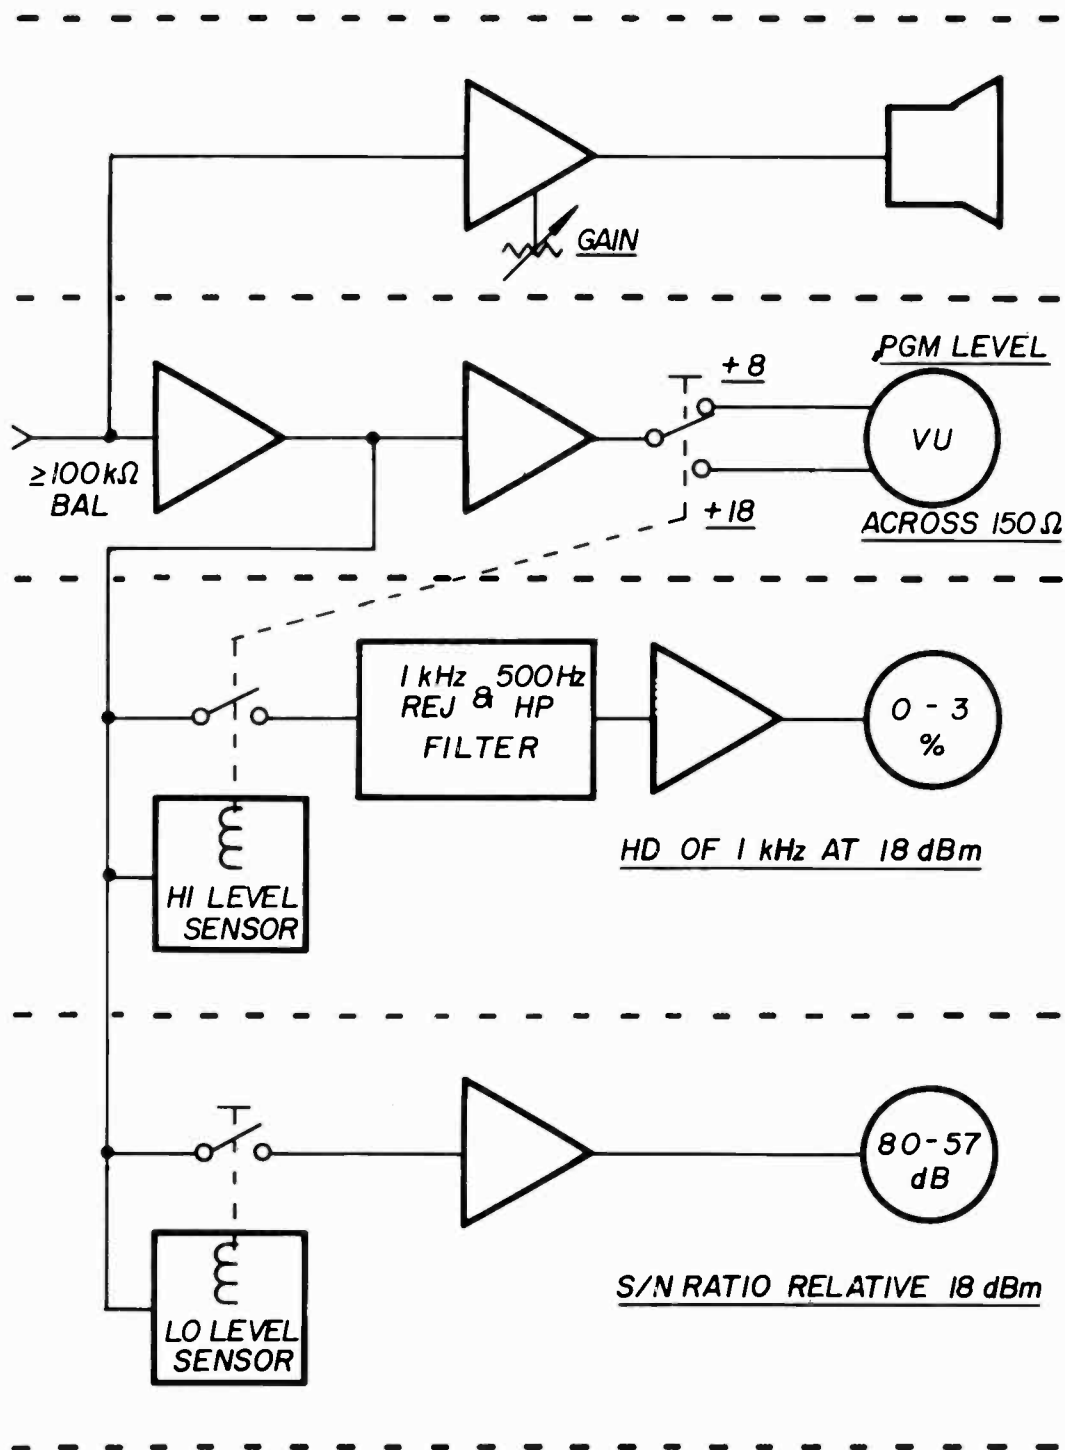 GAIN
PGM LEVEL
+8
VU
≥100kΩ
BAL
+18
ACROSS 150Ω
1 kHz & 500Hz
REJ HP
FILTER
0-3
%
HD OF 1 kHz AT 18 dBm
HI LEVEL
SENSOR
80-57
dB
S/N RATIO RELATIVE 18 dBm
LO LEVEL
SENSOR